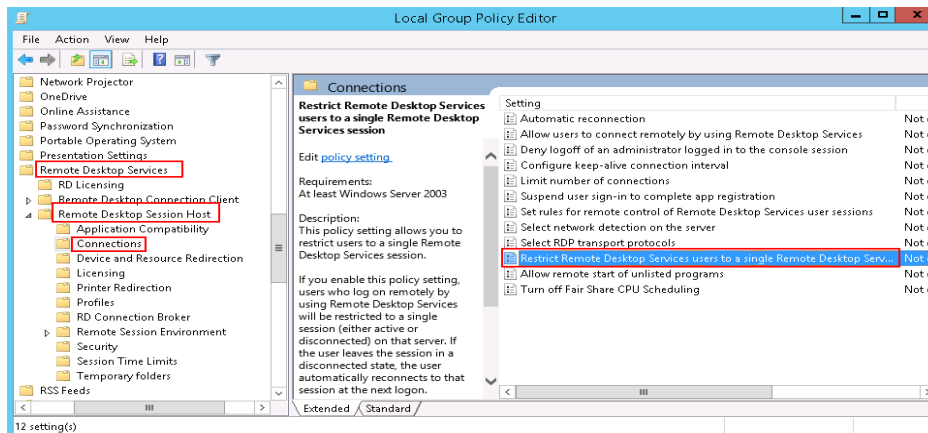 Local Group Policy Editor
File Action View Help
Network Projector
OneDrive
Online Assistance
Password Synchronization
Portable Operating System
Presentation Settings
Remote Desktop Services
RD Licensing
Remote Desktop Connection Client
Remote Desktop Session Host
Application Compatibility
Connections
Device and Resource Redirection
Licensing
Printer Redirection
Profiles
RD Connection Broker
Remote Session Environment
Security
Session Time Limits
Temporary folders
RSS Feeds
Connections
Restrict Remote Desktop Services
users to a single Remote Desktop
Services session
Edit policy setting
Requirements:
At least Windows Server 2003
Description:
This policy setting allows you to
restrict users to a single Remote
Desktop Services session.
If you enable this policy setting,
users who log on remotely by
using Remote Desktop Services
will be restricted to a single
session (either active or
disconnected) on that server. If
the user leaves the session in a
disconnected state, the user
automatically reconnects to that
session at the next logon.
Setting
Automatic reconnection Not
Allow users to connect remotely by using Remote Desktop Services Not
Deny logoff of an administrator logged in to the console session Not
Configure keep-alive connection interval Not
Limit number of connections Not
Suspend user sign-in to complete app registration Not
Set rules for remote control of Remote Desktop Services user sessions Not
Select network detection on the server Not
Select RDP transport protocols Not
Restrict Remote Desktop Services users to a single Remote Desktop Serv... Not
Allow remote start of unlisted programs Not
Turn off Fair Share CPU Scheduling Not
Extended Standard
12 setting(s)